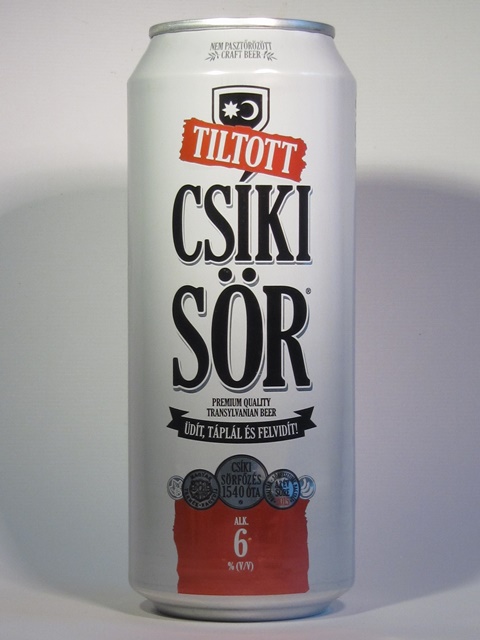 NEM PASZTŐRÖZÖTT
CRAFT BEER
TILTOTT
CSÍKI
SÖR®
PREMIUM QUALITY
TRANSYLVANIAN BEER
ÜDÍT, TÁPLÁL ÉS FELVIDÍT!
CSÍKI
SÖRFŐZÉS
1540 ÓTA
ALK.
6
% (V/V)